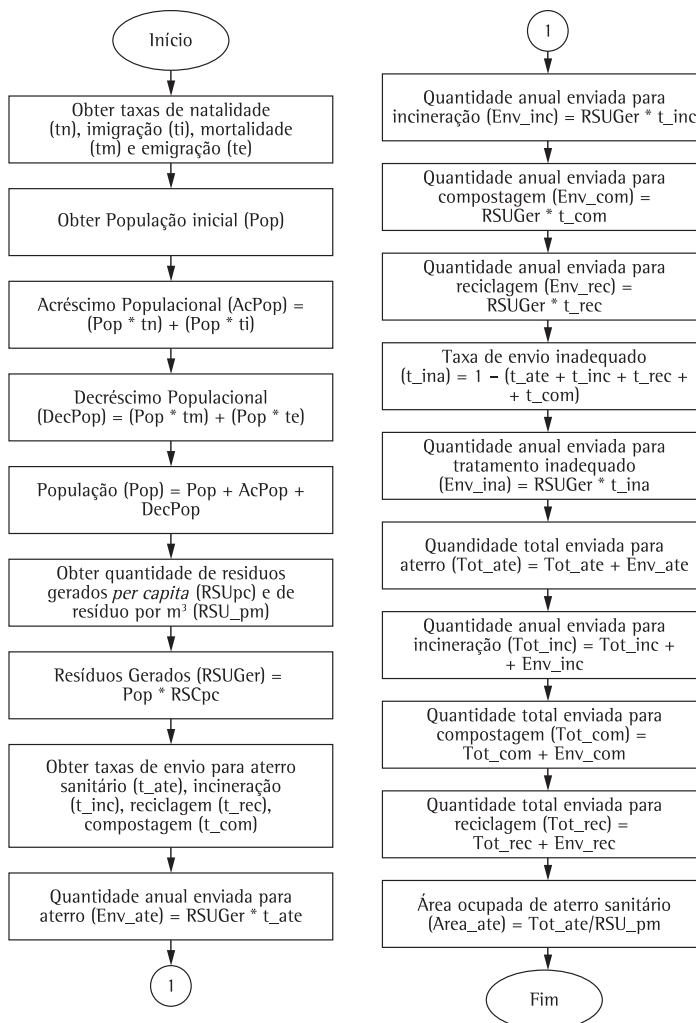 Início
Obter taxas de natalidade
(tn), imigração (ti), mortalidade
(tm) e emigração (te)
Obter População inicial (Pop)
Acréscimo Populacional (AcPop) =
(Pop * tn) + (Pop * ti)
Decréscimo Populacional
(DecPop) = (Pop * tm) + (Pop * te)
População (Pop) = Pop + AcPop +
DecPop
Obter quantidade de residuos
gerados per capita (RSUpc) e de
resíduo por m³ (RSU_pm)
Resíduos Gerados (RSUGer) =
Pop * RSCpc
Obter taxas de envio para aterro
sanitário (t_ate), incineração
(t_inc), reciclagem (t_rec),
compostagem (t_com)
Quantidade anual enviada para
aterro (Env_ate) = RSUGer * t_ate
1
1
Quantidade anual enviada para
incineração (Env_inc) = RSUGer * t_inc
Quantidade anual enviada para
compostagem (Env_com) =
RSUGer * t_com
Quantidade anual enviada para
reciclagem (Env_rec) =
RSUGer * t_rec
Taxa de envio inadequado
(t_ina) = 1 – (t_ate + t_inc + t_rec +
+ t_com)
Quantidade anual enviada para
tratamento inadequado
(Env_ina) = RSUGer * t_ina
Quandidade total enviada para
aterro (Tot_ate) = Tot_ate + Env_ate
Quantidade anual enviada para
incineração (Tot_inc) = Tot_inc +
+ Env_inc
Quantidade total enviada para
compostagem (Tot_com) =
Tot_com + Env_com
Quantidade total enviada para
reciclagem (Tot_rec) =
Tot_rec + Env_rec
Área ocupada de aterro sanitário
(Area_ate) = Tot_ate/RSU_pm
Fim